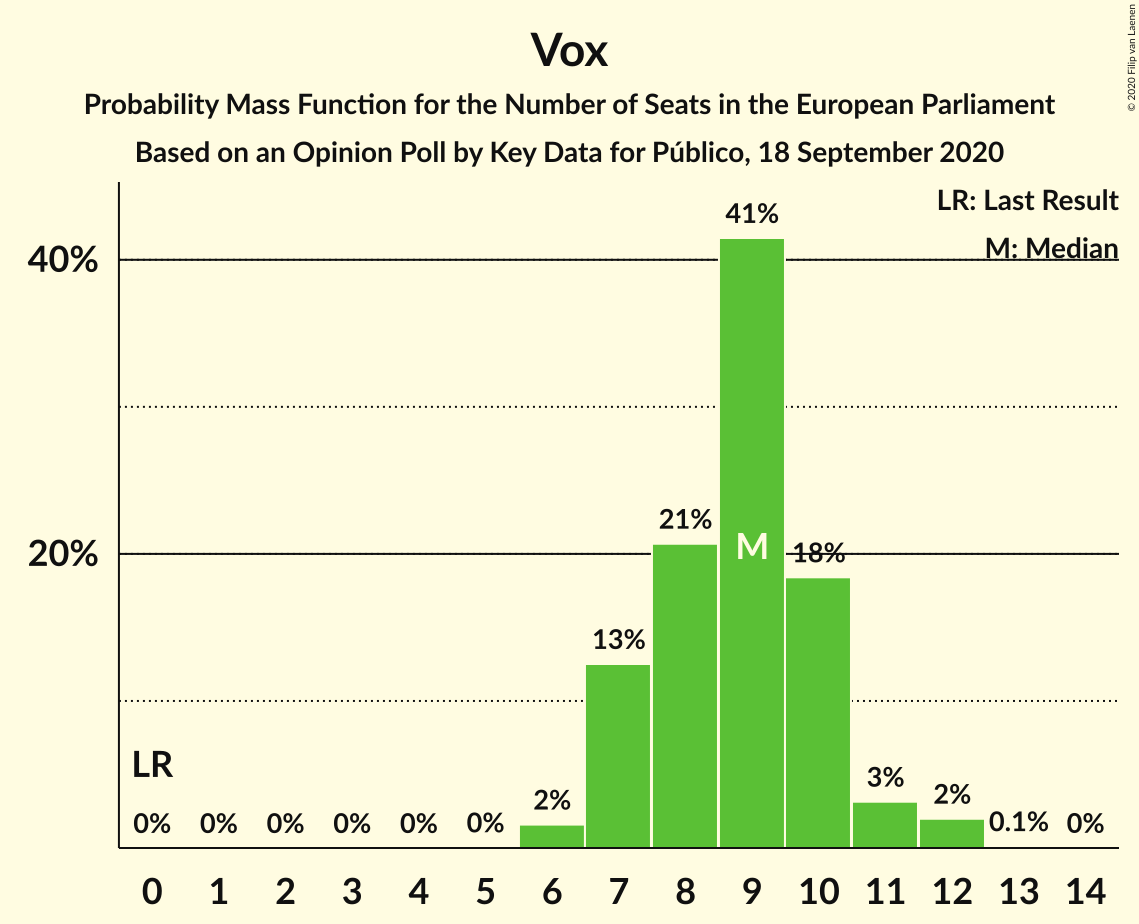 Vox
Probability Mass Function for the Number of Seats in the European Parliament
Based on an Opinion Poll by Key Data for Público, 18 September 2020
© 2020 Filip van Laenen
LR: Last Result
M: Median
40%
20%
41%
21%
M
18%
13%
LR
0% 0% 0% 0% 0% 0% 2% 3% 2% 0.1% 0%
0 1 2 3 4 5 6 7 8 9 10 11 12 13 14